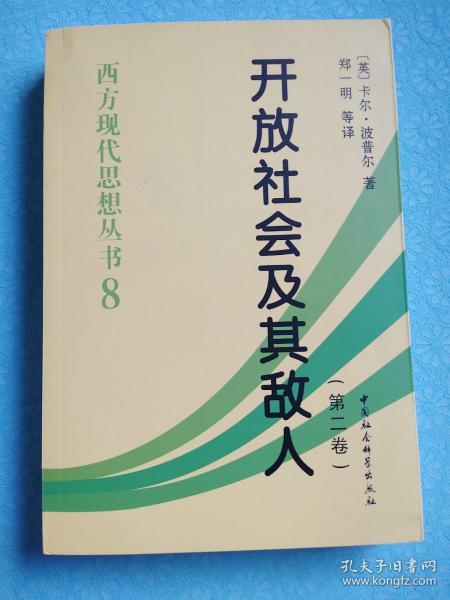 [英]卡尔·波普尔 著
郑一明 等译
开放社会及其敌人
(第二卷)
西方现代思想丛书8
中国社会科学出版社
孔夫子旧书网
www.kongfz.com